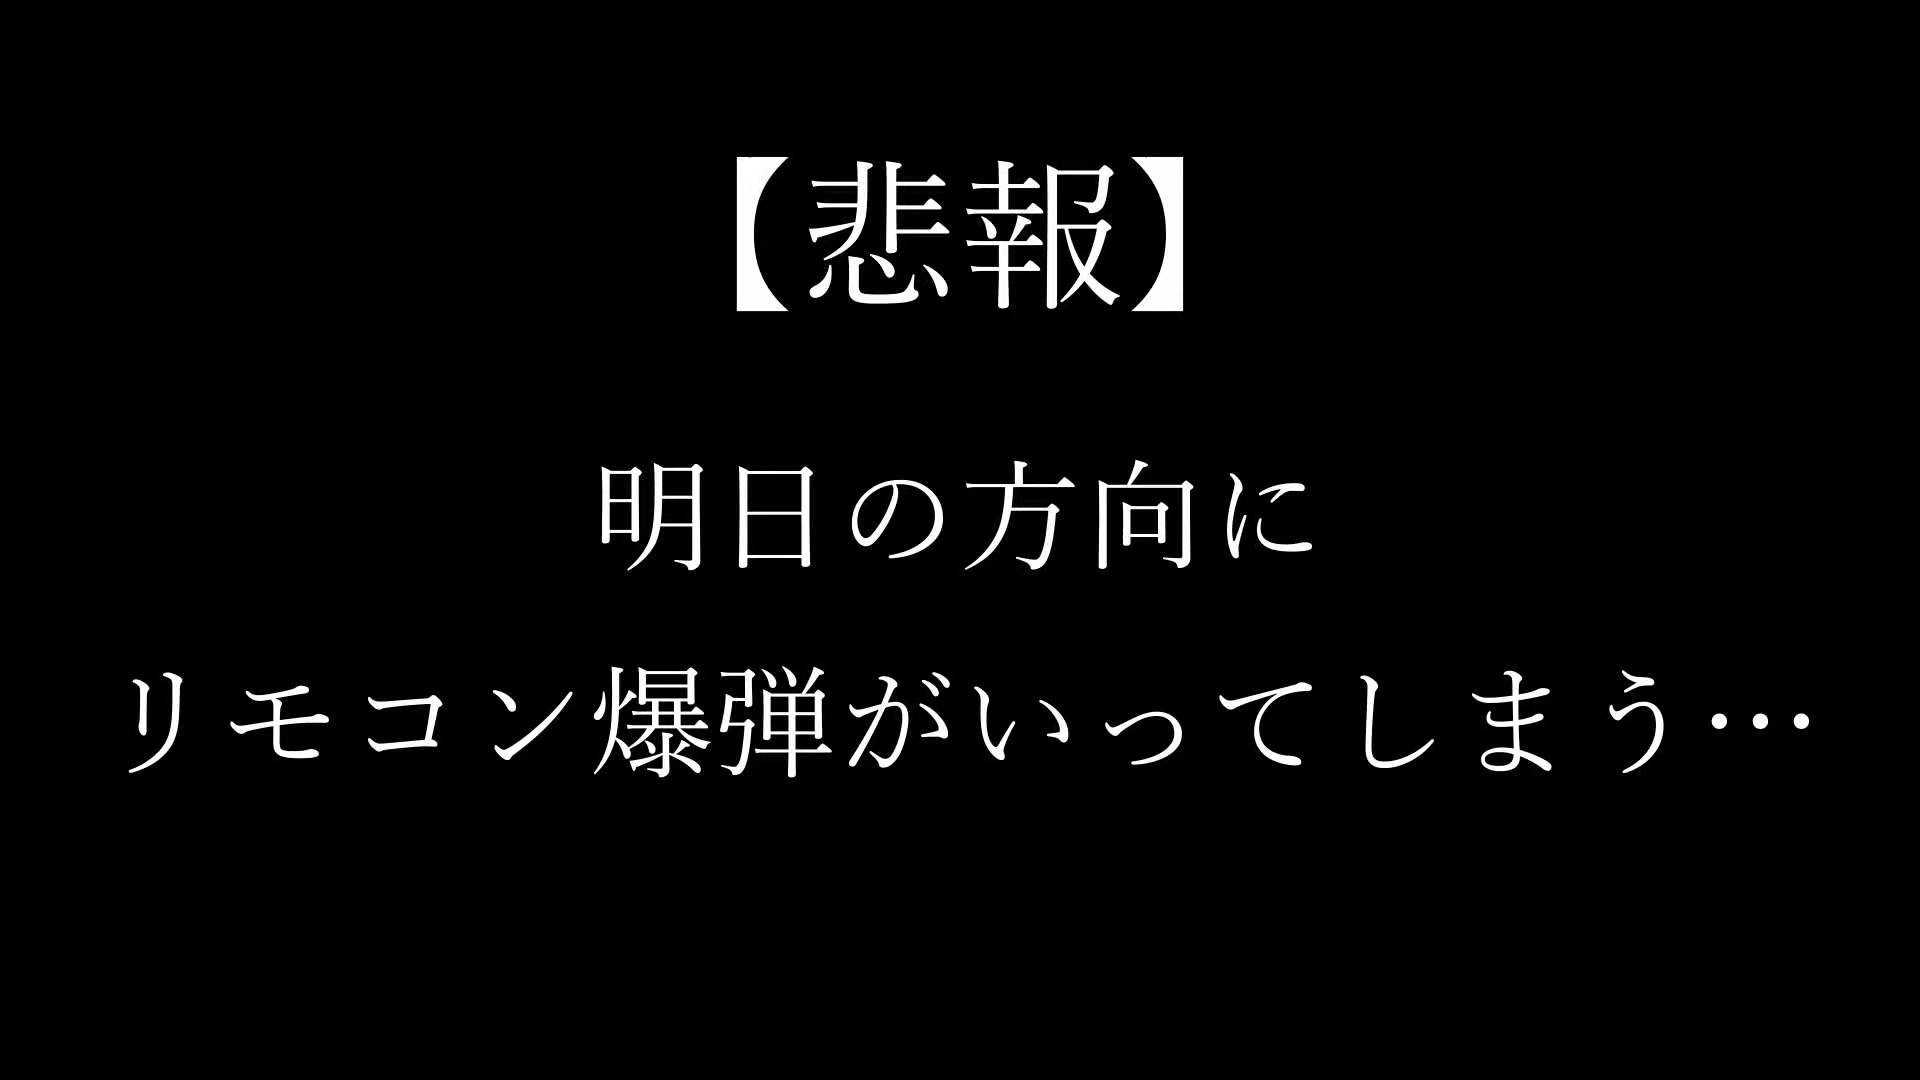 【悲報】
明日の方向に
リモコン爆弾がいってしまう…